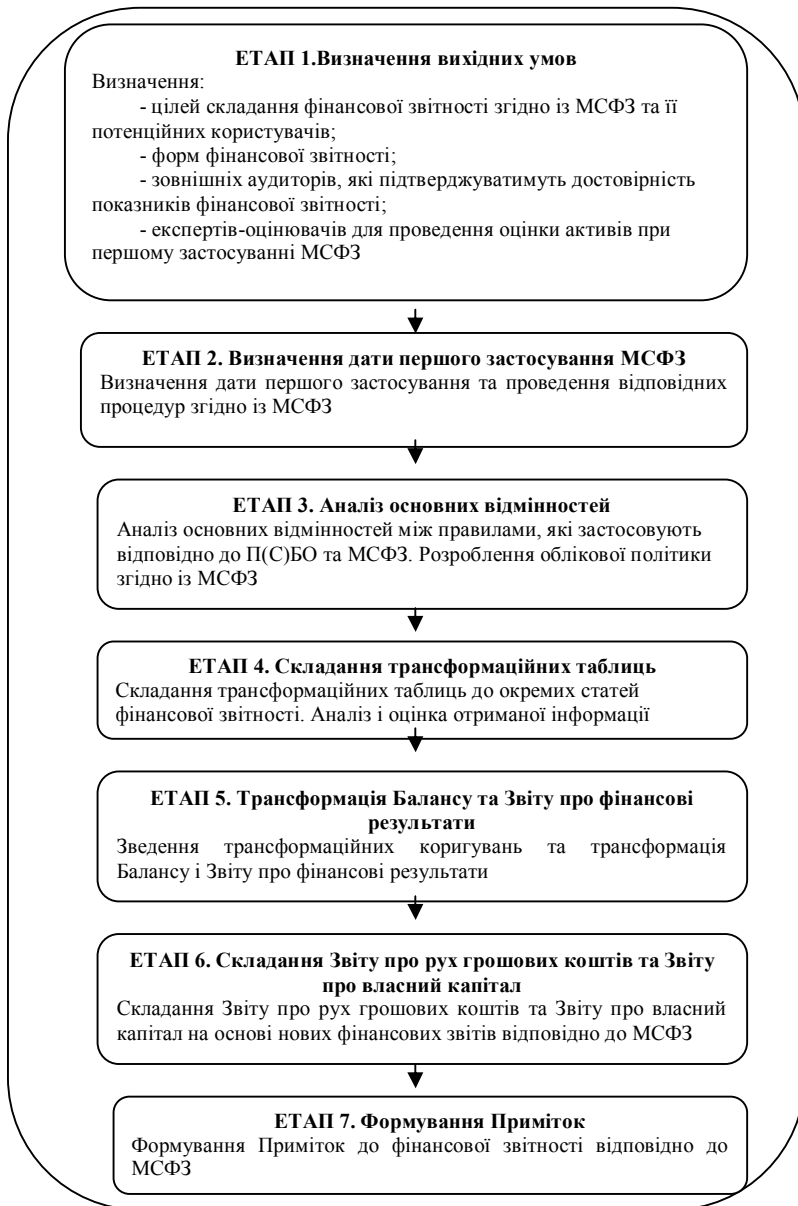 ЕТАП 1.Визначення вихідних умов
Визначення:
- цілей складання фінансової звітності згідно із МСФЗ та її
потенційних користувачів;
- форм фінансової звітності;
- зовнішніх аудиторів, які підтверджуватимуть достовірність
показників фінансової звітності;
- експертів-оцінювачів для проведення оцінки активів при
першому застосуванні МСФЗ
ЕТАП 2. Визначення дати першого застосування МСФЗ
Визначення дати першого застосування та проведення відповідних
процедур згідно із МСФЗ
ЕТАП 3. Аналіз основних відмінностей
Аналіз основних відмінностей між правилами, які застосовують
відповідно до П(С)БО та МСФЗ. Розроблення облікової політики
згідно із МСФЗ
ЕТАП 4. Складання трансформаційних таблиць
Складання трансформаційних таблиць до окремих статей
фінансової звітності. Аналіз і оцінка отриманої інформації
ЕТАП 5. Трансформація Балансу та Звіту про фінансові
результати
Зведення трансформаційних коригувань та трансформація
Балансу і Звіту про фінансові результати
ЕТАП 6. Складання Звіту про рух грошових коштів та Звіту
про власний капітал
Складання Звіту про рух грошових коштів та Звіту про власний
капітал на основі нових фінансових звітів відповідно до МСФЗ
ЕТАП 7. Формування Приміток
Формування Приміток до фінансової звітності відповідно до
МСФЗ